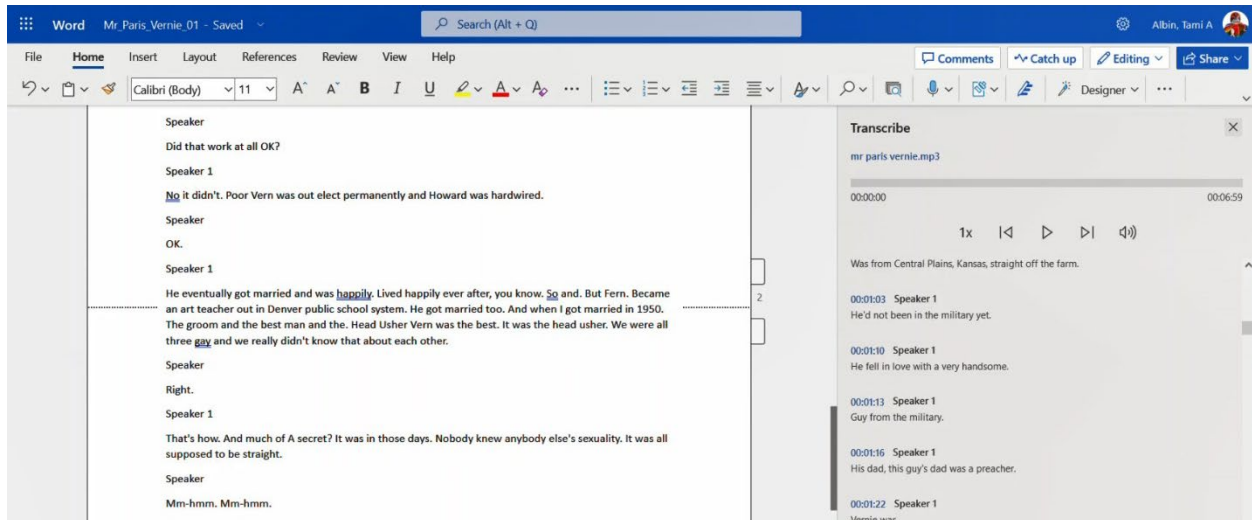 Word Mr_Paris_Vernie_01 - Saved Search (Alt + Q) Albin, Tami A
File Home Insert Layout References Review View Help Comments Catch up Editing Share
Calibri (Body) 11 A A B I U A A ... Designer ...
Speaker
Did that work at all OK?
Speaker 1
No it didn't. Poor Vern was out elect permanently and Howard was hardwired.
Speaker
OK.
Speaker 1
He eventually got married and was happily. Lived happily ever after, you know. So and. But Fern. Became
an art teacher out in Denver public school system. He got married too. And when I got married in 1950.
The groom and the best man and the. Head Usher Vern was the best. It was the head usher. We were all
three gay and we really didn't know that about each other.
Speaker
Right.
Speaker 1
That's how. And much of A secret? It was in those days. Nobody knew anybody else's sexuality. It was all
supposed to be straight.
Speaker
Mm-hmm. Mm-hmm.
2
Transcribe
mr paris vernie.mp3
00:00:00 00:06:59
1x
Was from Central Plains, Kansas, straight off the farm.
00:01:03 Speaker 1
He'd not been in the military yet.
00:01:10 Speaker 1
He fell in love with a very handsome.
00:01:13 Speaker 1
Guy from the military.
00:01:16 Speaker 1
His dad, this guy's dad was a preacher.
00:01:22 Speaker 1
Vernie was